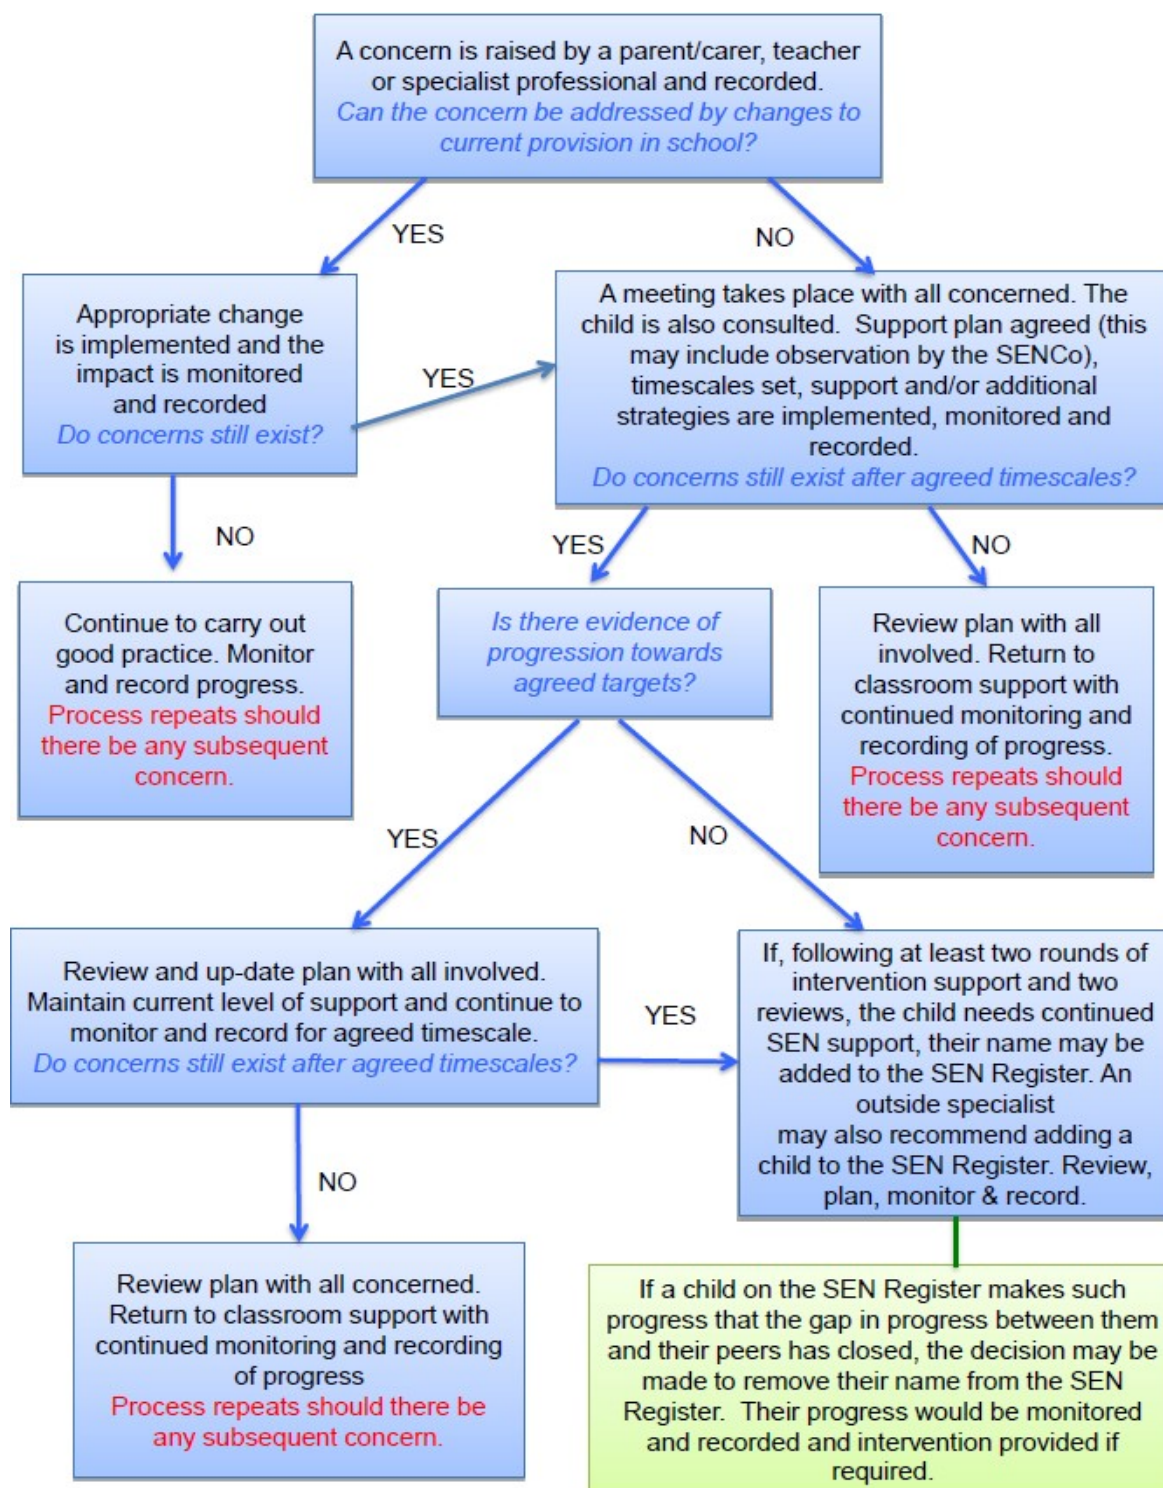 A concern is raised by a parent/carer, teacher
or specialist professional and recorded.
Can the concern be addressed by changes to
current provision in school?
YES
NO
Appropriate change
is implemented and the
impact is monitored
and recorded
Do concerns still exist?
YES
A meeting takes place with all concerned. The
child is also consulted.  Support plan agreed (this
may include observation by the SENCo),
timescales set, support and/or additional
strategies are implemented, monitored and
recorded.
Do concerns still exist after agreed timescales?
NO
YES
NO
Continue to carry out
good practice. Monitor
and record progress.
Process repeats should
there be any subsequent
concern.
Is there evidence of
progression towards
agreed targets?
Review plan with all
involved. Return to
classroom support with
continued monitoring and
recording of progress.
Process repeats should
there be any subsequent
concern.
YES
NO
Review and up-date plan with all involved.
Maintain current level of support and continue to
monitor and record for agreed timescale.
Do concerns still exist after agreed timescales?
YES
If, following at least two rounds of
intervention support and two
reviews, the child needs continued
SEN support, their name may be
added to the SEN Register. An
outside specialist
may also recommend adding a
child to the SEN Register. Review,
plan, monitor & record.
NO
Review plan with all concerned.
Return to classroom support with
continued monitoring and recording
of progress
Process repeats should there be
any subsequent concern.
If a child on the SEN Register makes such
progress that the gap in progress between them
and their peers has closed, the decision may be
made to remove their name from the SEN
Register.  Their progress would be monitored
and recorded and intervention provided if
required.